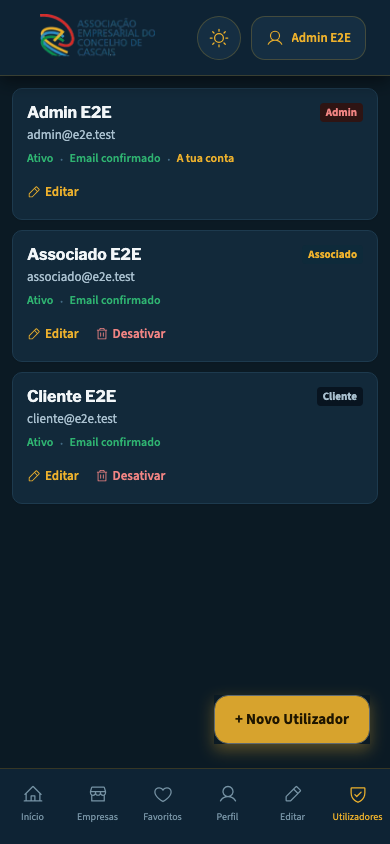 ASSOCIAÇÃO
EMPRESARIAL DO
CONCELHO DE
CASCAIS
Admin E2E
Admin E2E
Admin
admin@e2e.test
Ativo · Email confirmado · A tua conta
Editar
Associado E2E
Associado
associado@e2e.test
Ativo · Email confirmado
Editar Desativar
Cliente E2E
Cliente
cliente@e2e.test
Ativo · Email confirmado
Editar Desativar
+ Novo Utilizador
Início Empresas Favoritos Perfil Editar Utilizadores